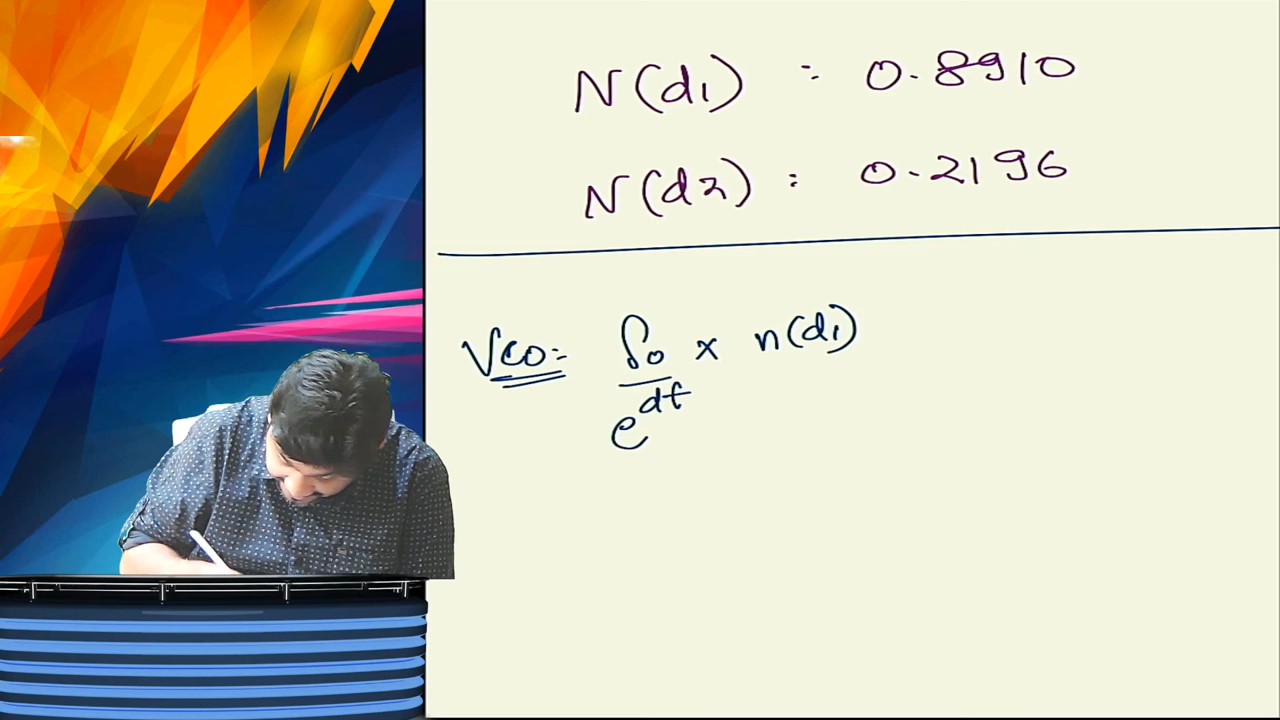 N(d1) : 0.8910
N(d2) : 0.2196
Vco = S0 x n(d1)
e^dt